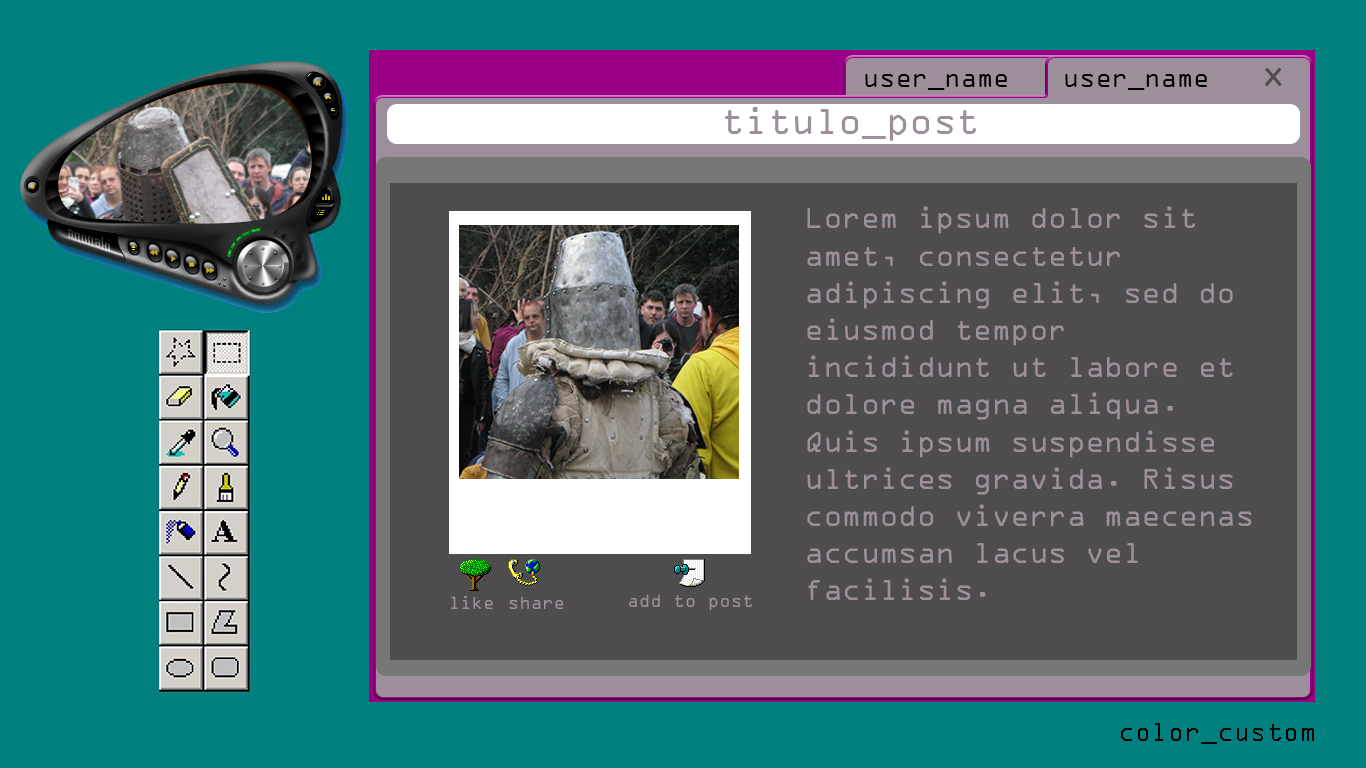 user_name
user_name
X
titulo_post
Lorem ipsum dolor sit
amet, consectetur
adipiscing elit, sed do
eiusmod tempor
incididunt ut labore et
dolore magna aliqua.
Quis ipsum suspendisse
ultrices gravida. Risus
commodo viverra maecenas
accumsan lacus vel
facilisis.
like share
add to post
A
color_custom